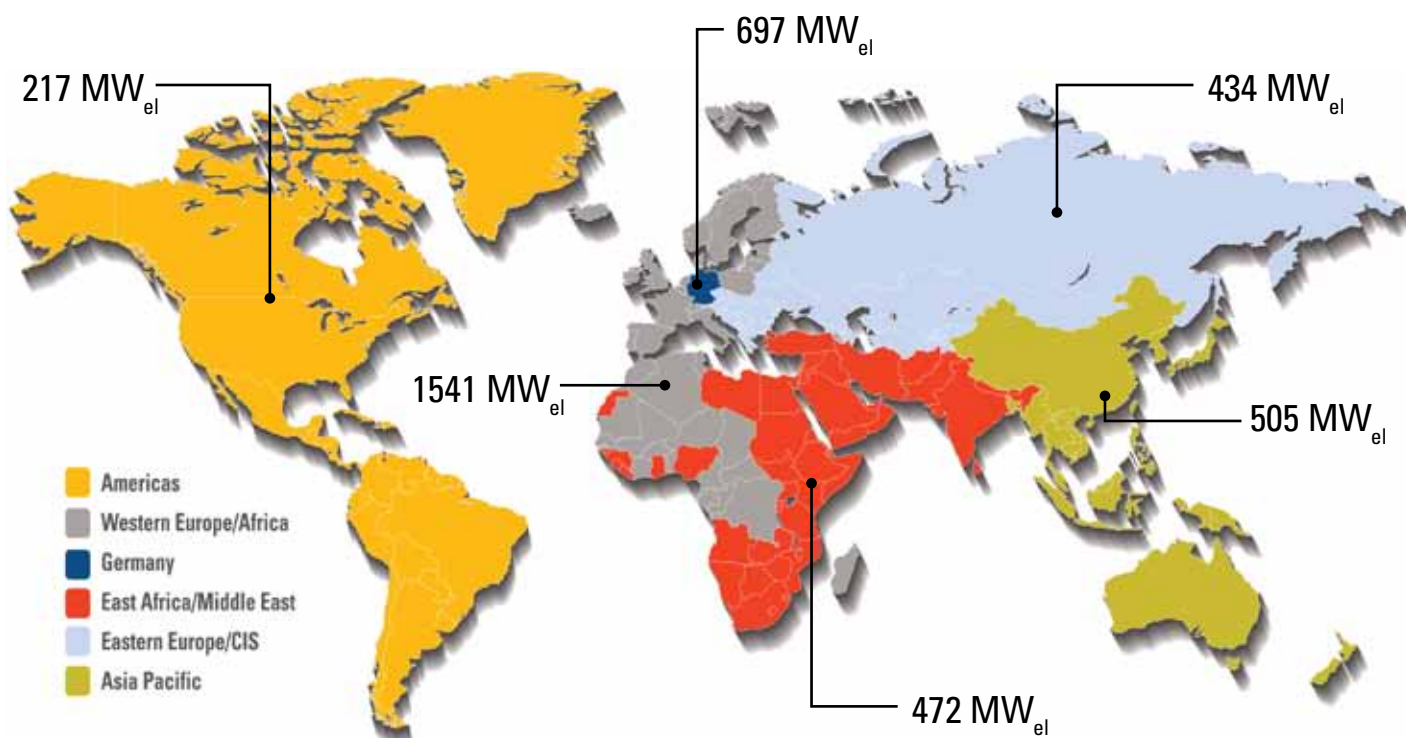 697 MWel
217 MWel
434 MWel
1541 MWel
505 MWel
Americas
Western Europe/Africa
Germany
East Africa/Middle East
Eastern Europe/CIS
Asia Pacific
472 MWel